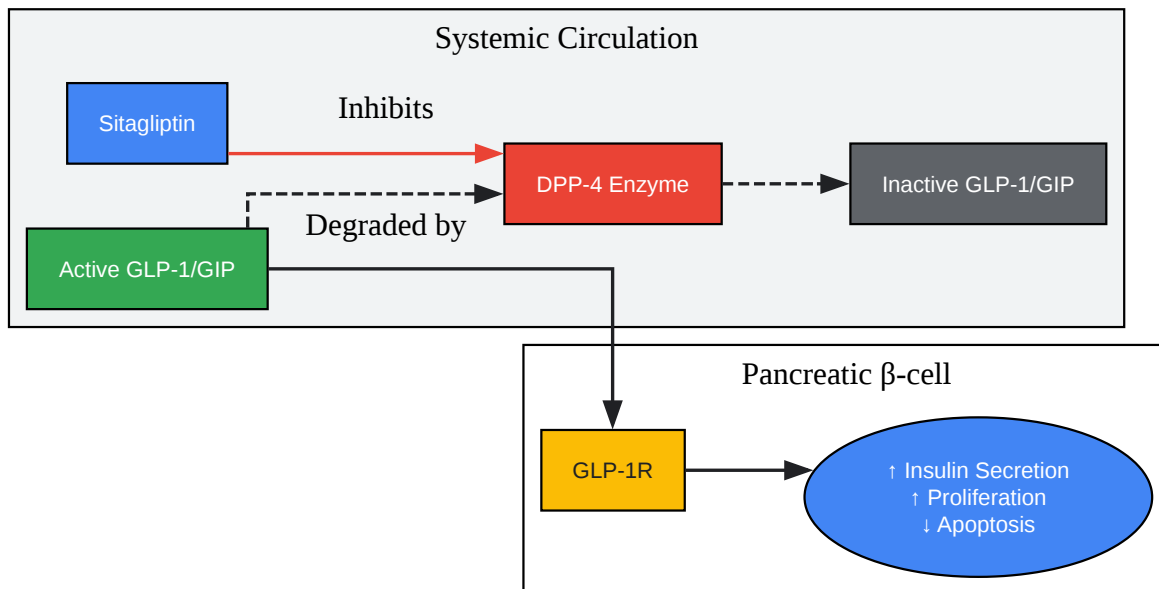 Systemic Circulation
Sitagliptin
Inhibits
DPP-4 Enzyme
Inactive GLP-1/GIP
Degraded by
Active GLP-1/GIP
Pancreatic β-cell
GLP-1R
↑ Insulin Secretion
↑ Proliferation
↓ Apoptosis